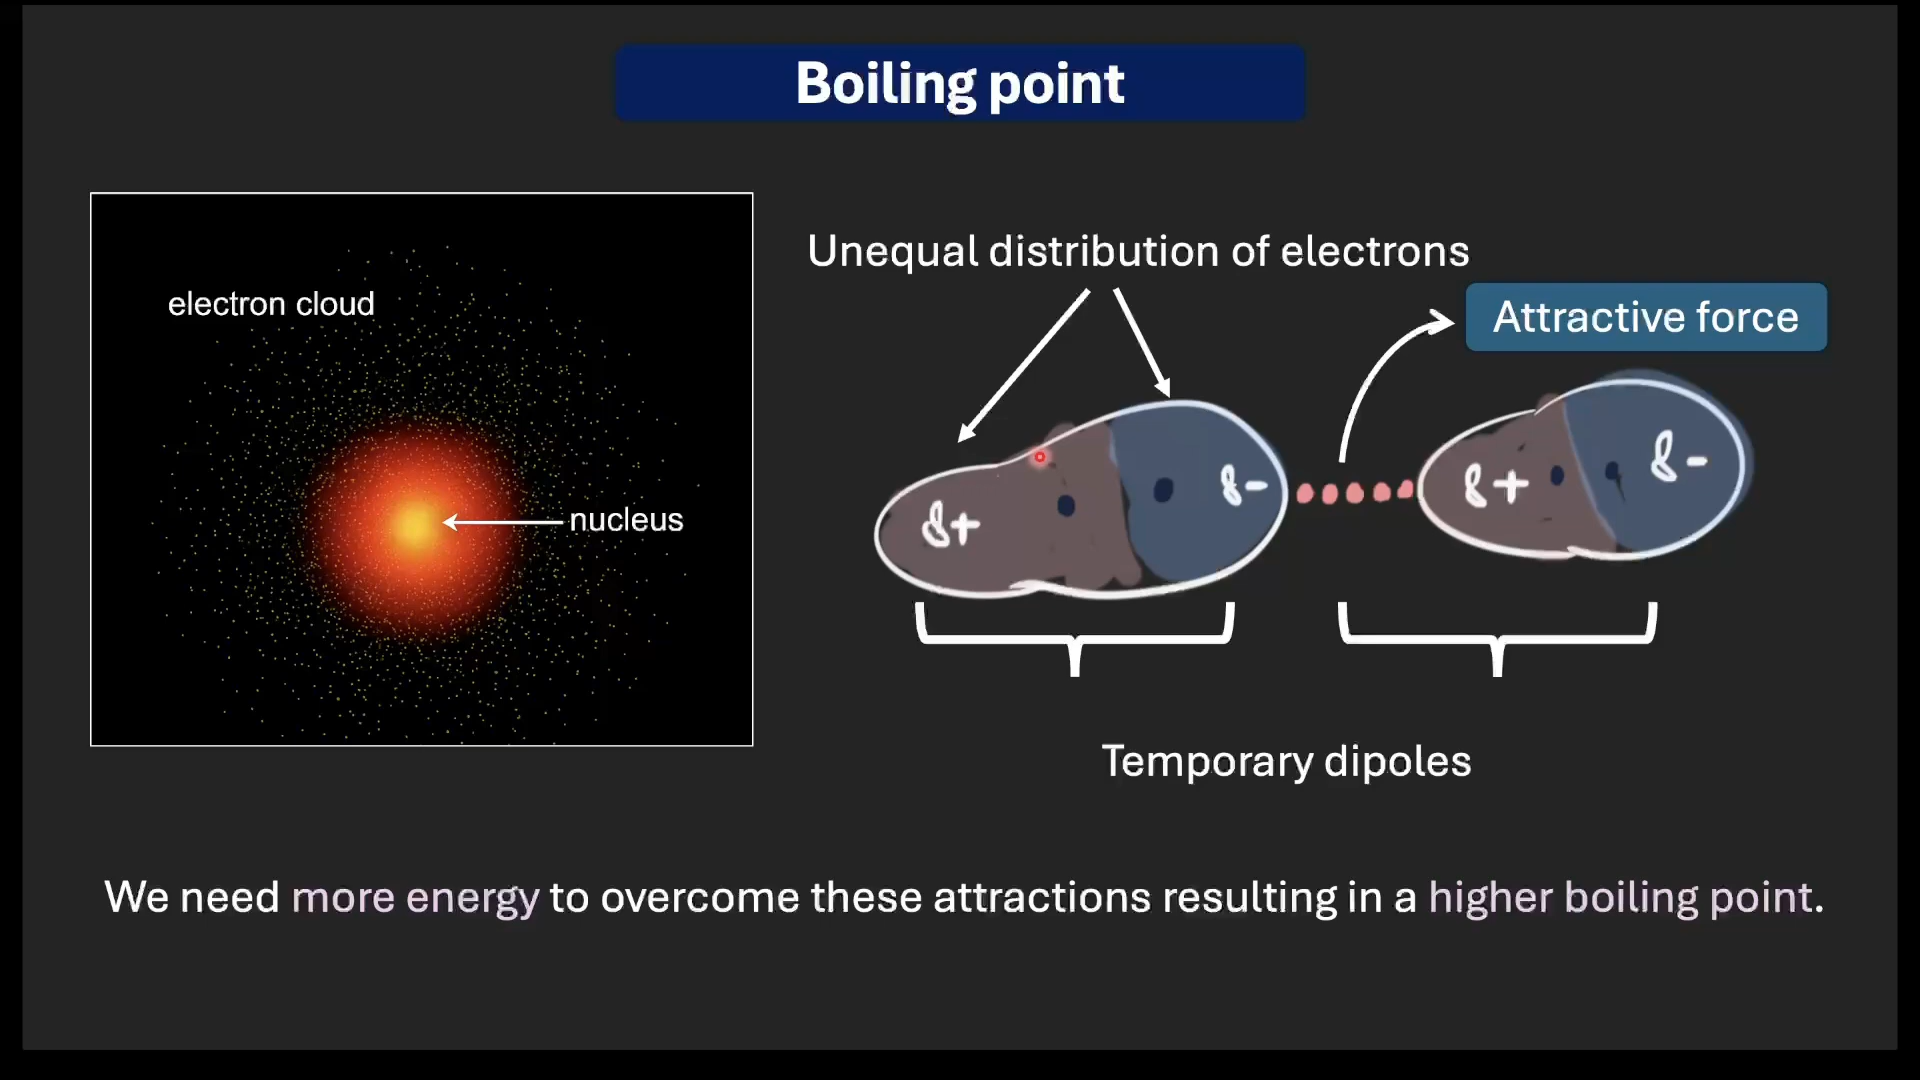 Boiling point
electron cloud
nucleus
Unequal distribution of electrons
Attractive force
δ+
δ-
δ+
δ-
Temporary dipoles
We need more energy to overcome these attractions resulting in a higher boiling point.